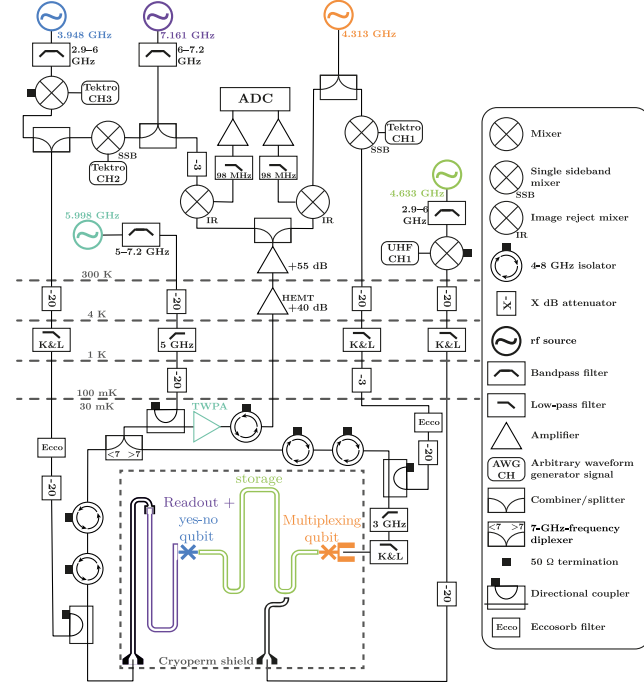 3.948 GHz
7.161 GHz
4.313 GHz
2.9–6
GHz
6–7.2
GHz
Tektro
CH3
ADC
SSB
Tektro
CH2
Tektro
CH1
SSB
-3
98 MHz
98 MHz
IR
IR
4.633 GHz
2.9–6
GHz
5.998 GHz
5–7.2 GHz
UHF
CH1
+55 dB
300 K
-20
-20
HEMT
+40 dB
-20
-20
4 K
K&L
5 GHz
K&L
K&L
1 K
-20
-3
100 mK
30 mK
TWPA
Ecco
Ecco
<7 >7
-20
-20
storage
Readout +
yes-no
qubit
Multiplexing
qubit
3 GHz
K&L
-20
Cryoperm shield
Mixer
Single sideband
mixer
SSB
Image reject mixer
IR
4-8 GHz isolator
-X
X dB attenuator
rf source
Bandpass filter
Low-pass filter
Amplifier
AWG
CH
Arbitrary waveform
generator signal
Combiner/splitter
<7 >7
7-GHz-frequency
diplexer
50 Ω termination
Directional coupler
Ecco
Eccosorb filter